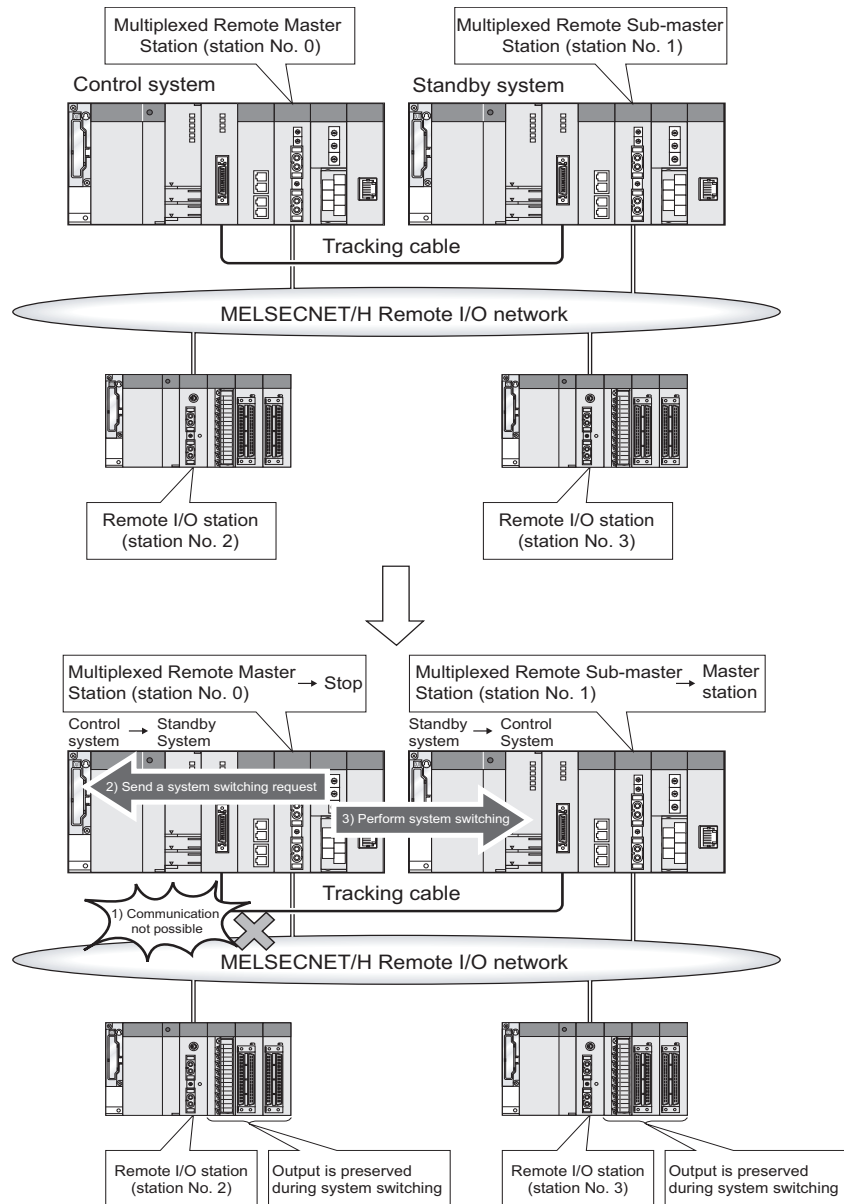 Multiplexed Remote Master
Station (station No. 0)
Multiplexed Remote Sub-master
Station (station No. 1)
Control system
Standby system
Tracking cable
MELSECNET/H Remote I/O network
Remote I/O station
(station No. 2)
Remote I/O station
(station No. 3)
Multiplexed Remote Master
Station (station No. 0)
→ Stop
Multiplexed Remote Sub-master
Station (station No. 1)
→ Master
station
Control
system
→ Standby
System
Standby
system
→ Control
System
2) Send a system switching request
3) Perform system switching
Tracking cable
1) Communication
not possible
MELSECNET/H Remote I/O network
Remote I/O station
(station No. 2)
Output is preserved
during system switching
Remote I/O station
(station No. 3)
Output is preserved
during system switching